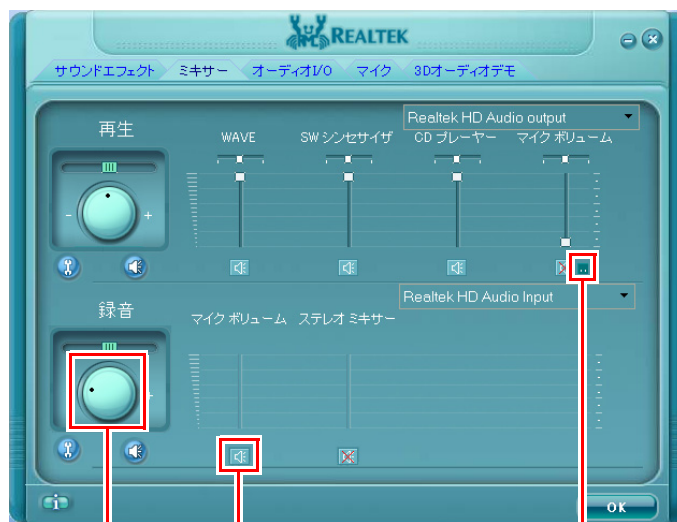 REALTEK
サウンドエフェクト ミキサー オーディオI/O マイク 3Dオーディオデモ
Realtek HD Audio output
再生
WAVE SW シンセサイザ CD プレーヤー マイク ボリューム
- +
Realtek HD Audio Input
録音
マイク ボリューム ステレオ ミキサー
+
i
OK